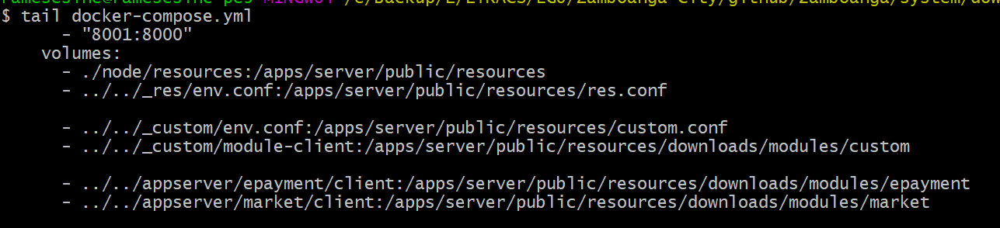 $ tail docker-compose.yml
      - "8001:8000"
    volumes:
      - ./node/resources:/apps/server/public/resources
      - ../../_res/env.conf:/apps/server/public/resources/res.conf

      - ../../_custom/env.conf:/apps/server/public/resources/custom.conf
      - ../../_custom/module-client:/apps/server/public/resources/downloads/modules/custom

      - ../../appserver/epayment/client:/apps/server/public/resources/downloads/modules/epayment
      - ../../appserver/market/client:/apps/server/public/resources/downloads/modules/market